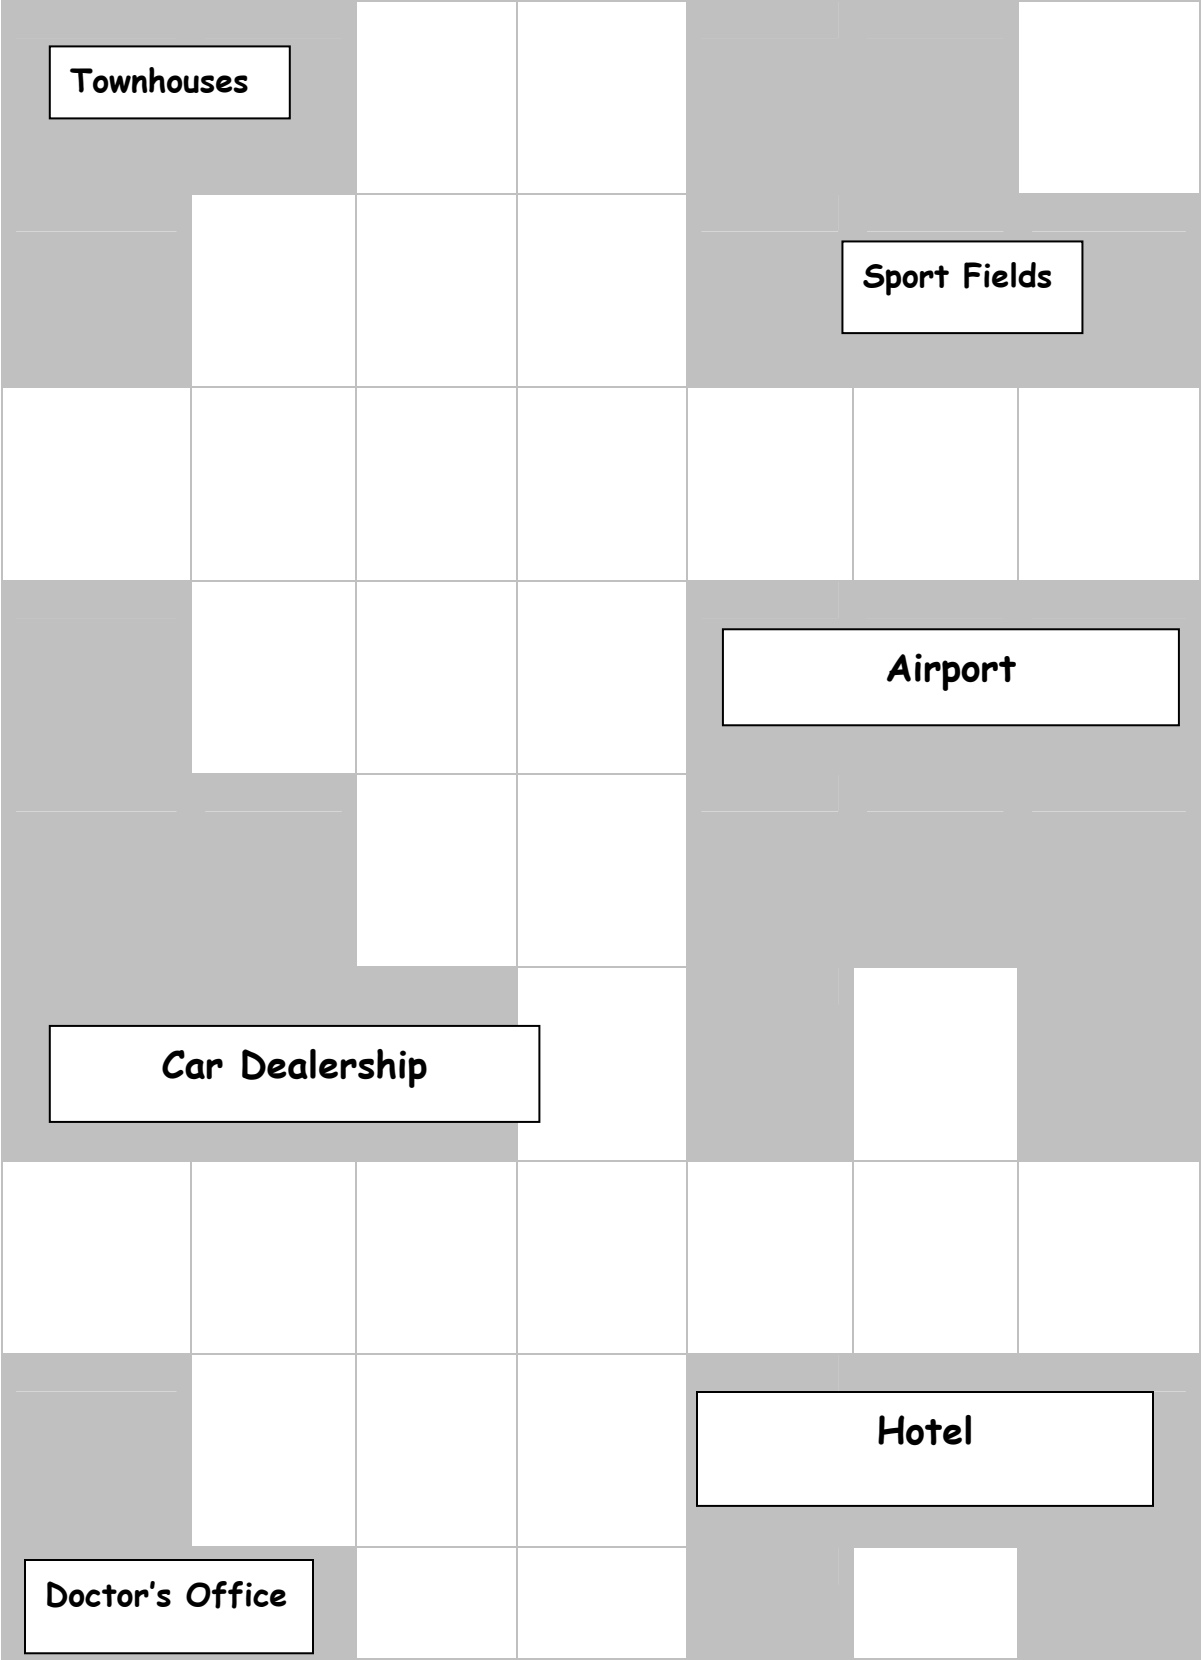 Townhouses
Sport Fields
Airport
Car Dealership
Hotel
Doctor's Office